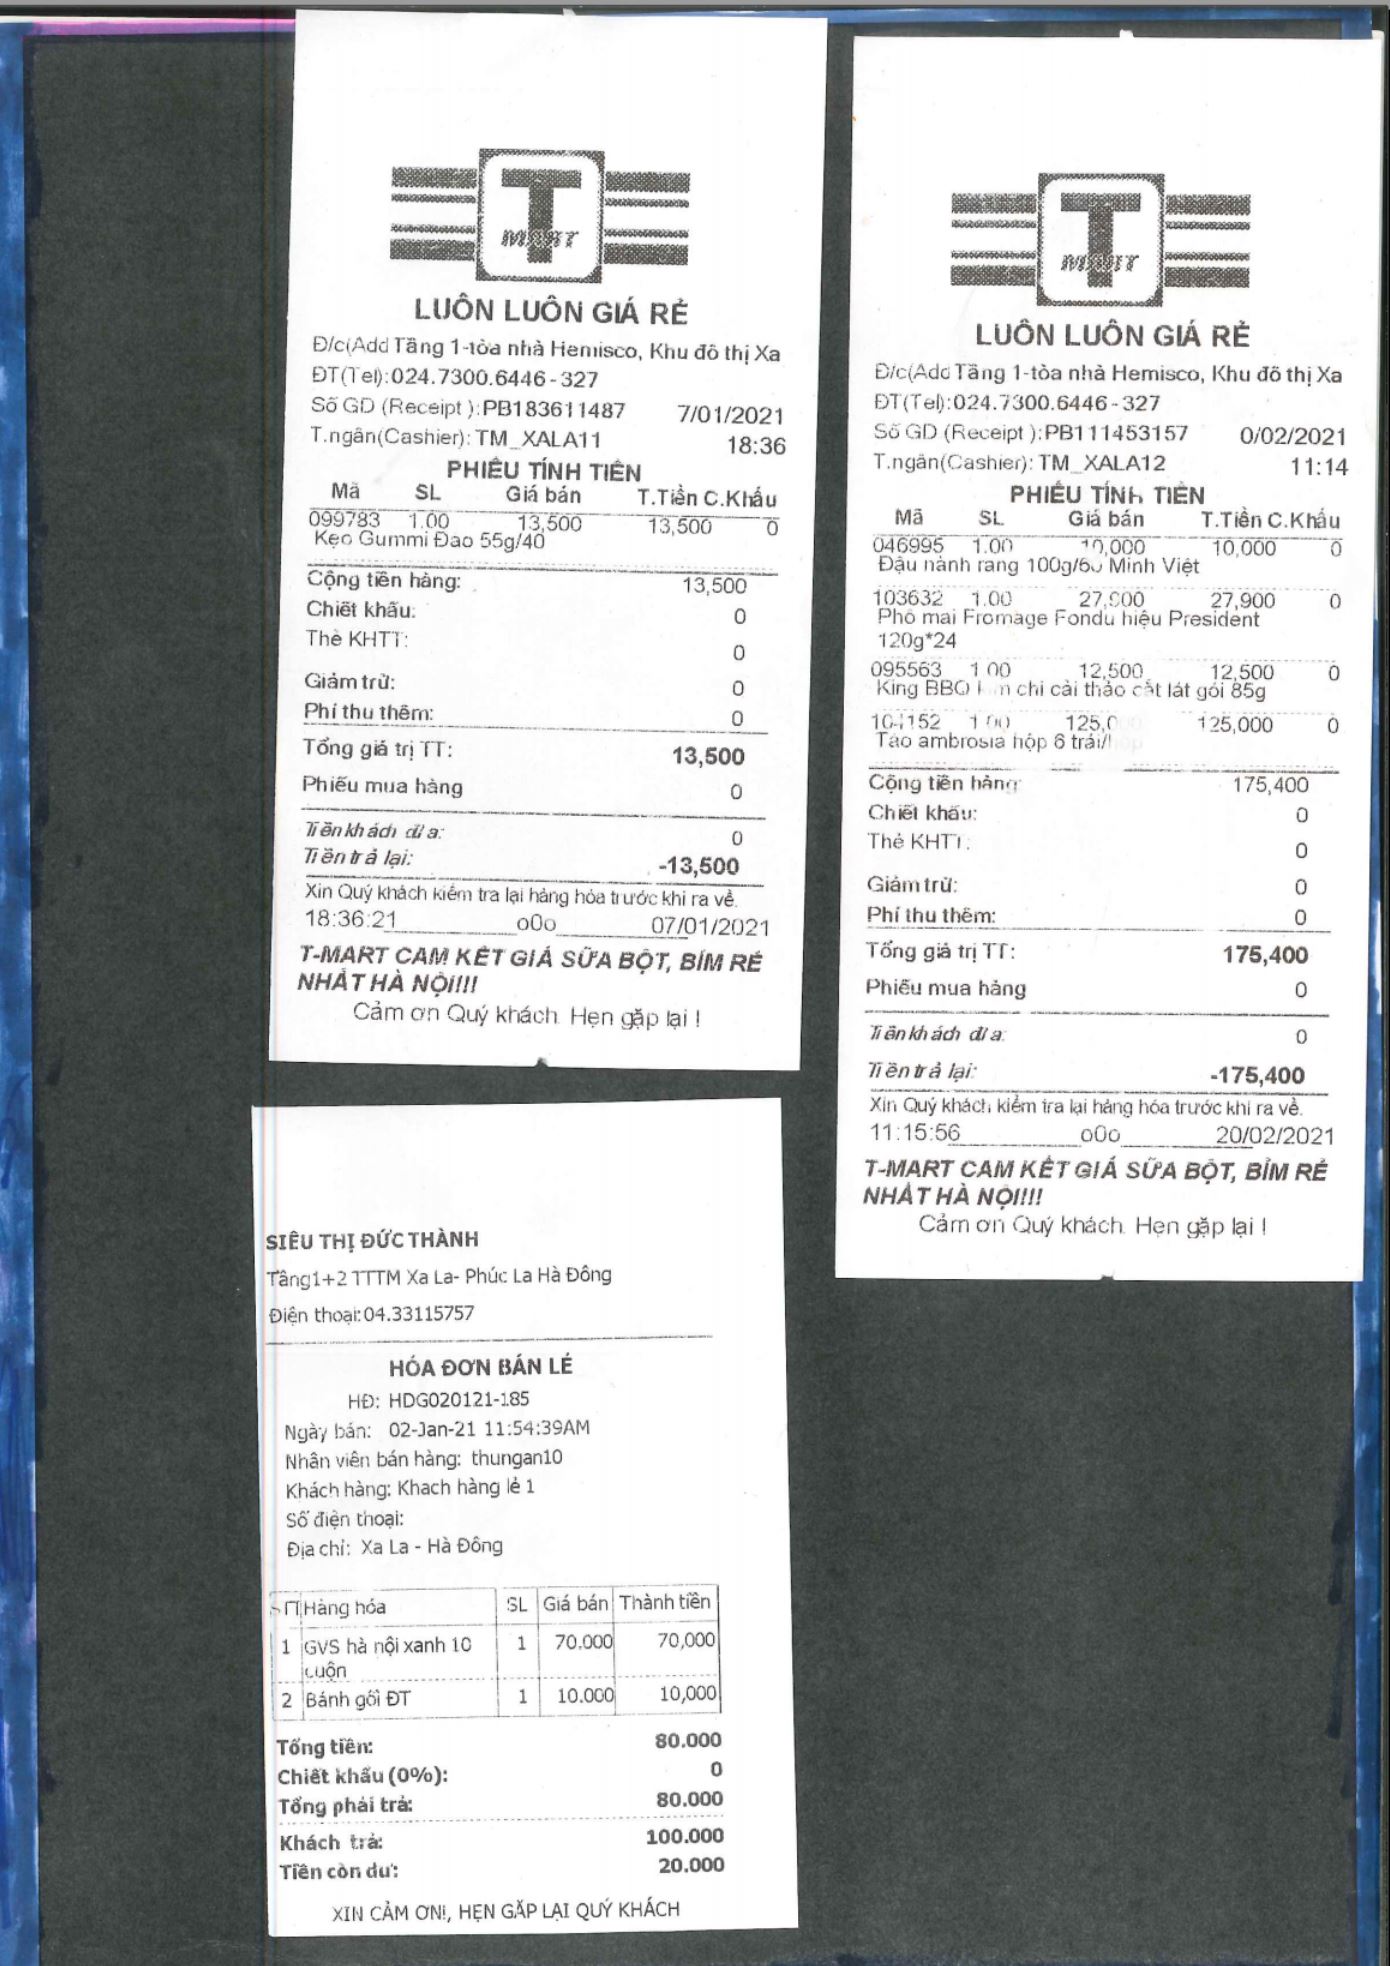 T
MART
LUÔN LUÔN GIÁ RẺ
Đ/c(Add Tầng 1-tòa nhà Hemisco, Khu đô thị Xa
ĐT(Tel):024.7300.6446-327
Số GD (Receipt ):PB183611487 7/01/2021
T.ngân(Cashier): TM_XALA11 18:36
PHIẾU TÍNH TIỀN
Mã SL Giá bán T.Tiền C.Khấu
099783 1.00 13,500 13,500 0
Kẹo Gummi Đào 55g/40
Cộng tiền hàng: 13,500
Chiết khấu: 0
Thẻ KHTT: 0
Giảm trừ: 0
Phí thu thêm: 0
Tổng giá trị TT: 13,500
Phiếu mua hàng 0
Tiền khách đưa: 0
Tiền trả lại: -13,500
Xin Quý khách kiểm tra lại hàng hóa trước khi ra về.
18:36:21 o0o 07/01/2021
T-MART CAM KẾT GIÁ SỮA BỘT, BỈM RẺ
NHẤT HÀ NỘI!!!
Cảm ơn Quý khách. Hẹn gặp lại !
T
MART
LUÔN LUÔN GIÁ RẺ
Đ/c(Add Tầng 1-tòa nhà Hemisco, Khu đô thị Xa
ĐT(Tel):024.7300.6446-327
Số GD (Receipt ):PB111453157 0/02/2021
T.ngân(Cashier): TM_XALA12 11:14
PHIẾU TÍNH TIỀN
Mã SL Giá bán T.Tiền C.Khấu
046995 1.00 10,000 10,000 0
Đậu nành rang 100g/60 Minh Việt
103632 1.00 27,900 27,900 0
Phô mai Fromage Fondu hiệu President
120g*24
095563 1.00 12,500 12,500 0
King BBQ kim chi cải thảo cắt lát gói 85g
104152 1.00 125,000 125,000 0
Táo ambrosia hộp 6 trái/hộp
Cộng tiền hàng: 175,400
Chiết khấu: 0
Thẻ KHTT: 0
Giảm trừ: 0
Phí thu thêm: 0
Tổng giá trị TT: 175,400
Phiếu mua hàng 0
Tiền khách đưa: 0
Tiền trả lại: -175,400
Xin Quý khách kiểm tra lại hàng hóa trước khi ra về.
11:15:56 o0o 20/02/2021
T-MART CAM KẾT GIÁ SỮA BỘT, BỈM RẺ
NHẤT HÀ NỘI!!!
Cảm ơn Quý khách. Hẹn gặp lại !
SIÊU THỊ ĐỨC THÀNH
Tầng1+2 TTTM Xa La- Phúc La Hà Đông
Điện thoại:04.33115757
HÓA ĐƠN BÁN LẺ
HĐ: HDG020121-185
Ngày bán: 02-Jan-21 11:54:39AM
Nhân viên bán hàng: thungan10
Khách hàng: Khach hàng lẻ 1
Số điện thoại:
Địa chỉ: Xa La - Hà Đông
STT Hàng hóa SL Giá bán Thành tiền
1 GVS hà nội xanh 10 1 70.000 70,000
cuộn
2 Bánh gối ĐT 1 10.000 10,000
Tổng tiền: 80.000
Chiết khấu (0%): 0
Tổng phải trả: 80.000
Khách trả: 100.000
Tiền còn dư: 20.000
XIN CẢM ƠN!, HẸN GẶP LẠI QUÝ KHÁCH